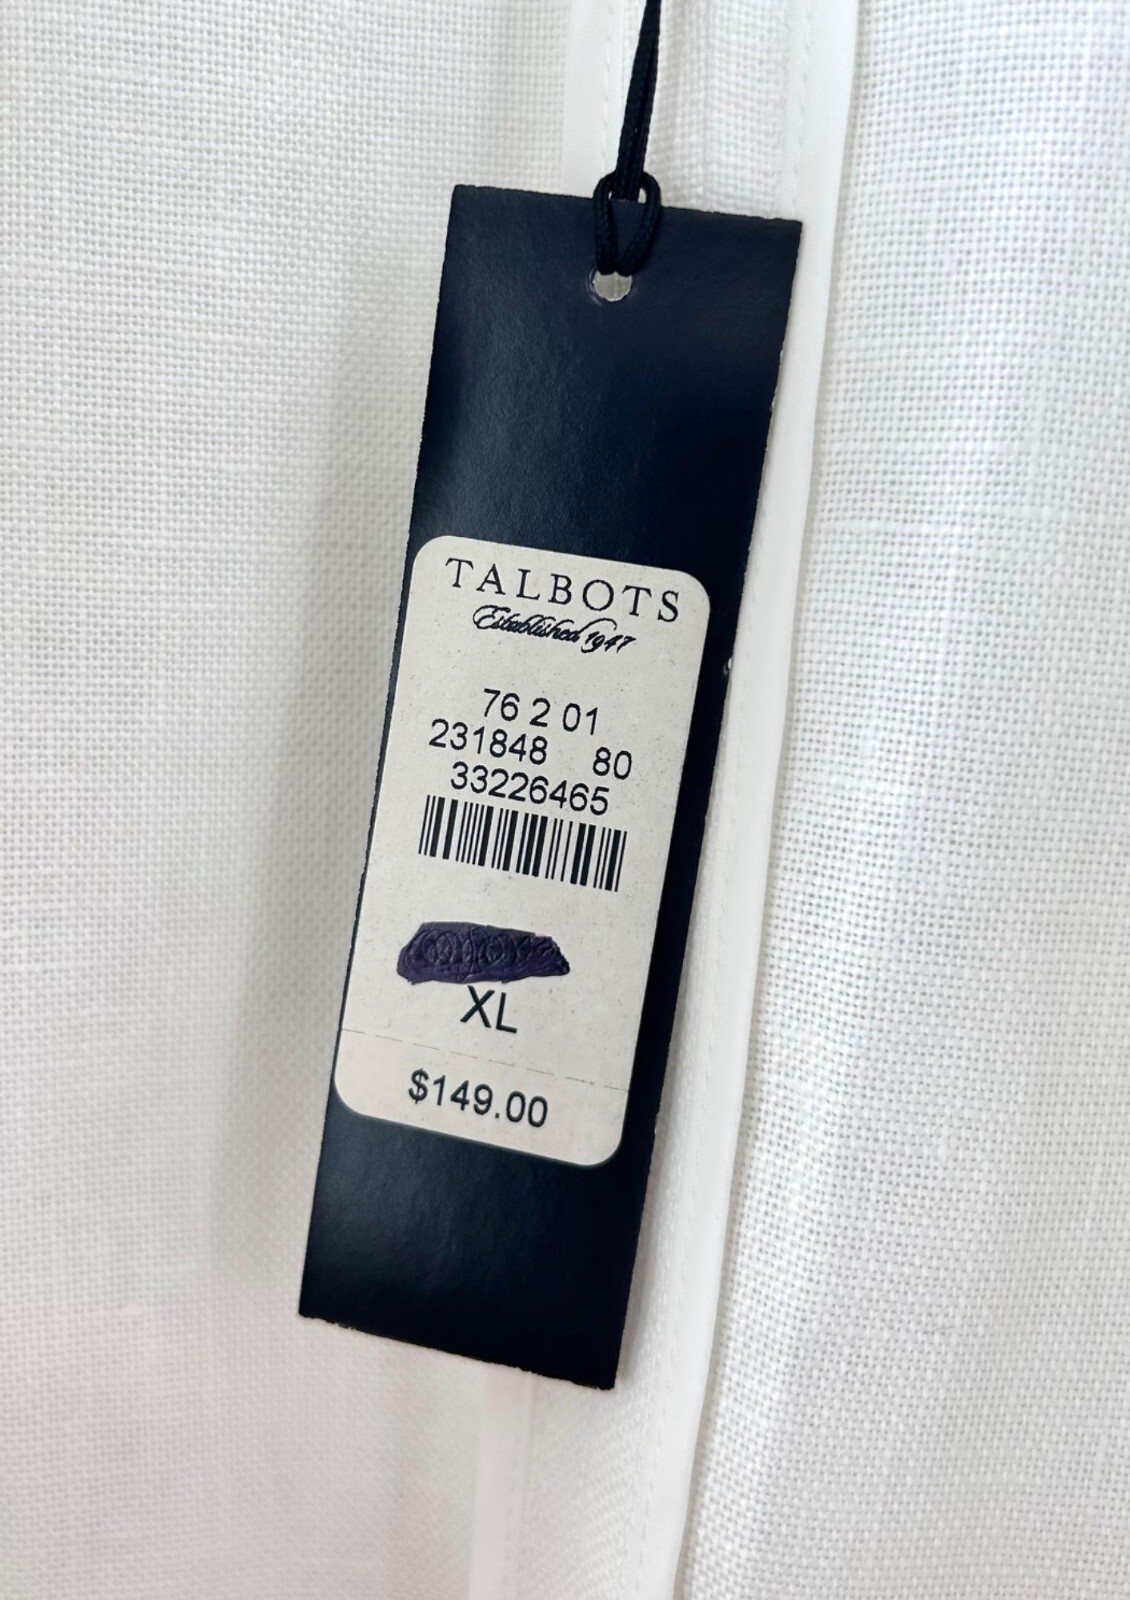 TALBOTS
Established 1947
76 2 01
231848 80
33226465
XL
$149.00